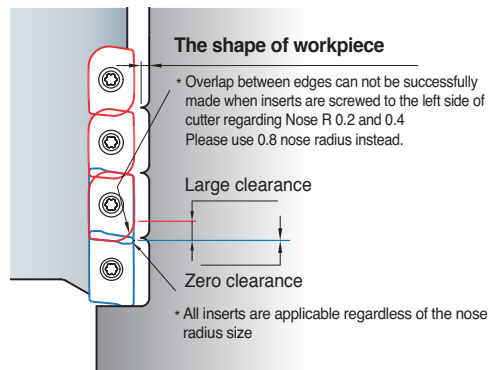 The shape of workpiece
* Overlap between edges can not be successfully
made when inserts are screwed to the left side of
cutter regarding Nose R 0.2 and 0.4
Please use 0.8 nose radius instead.
Large clearance
Zero clearance
* All inserts are applicable regardless of the nose
radius size